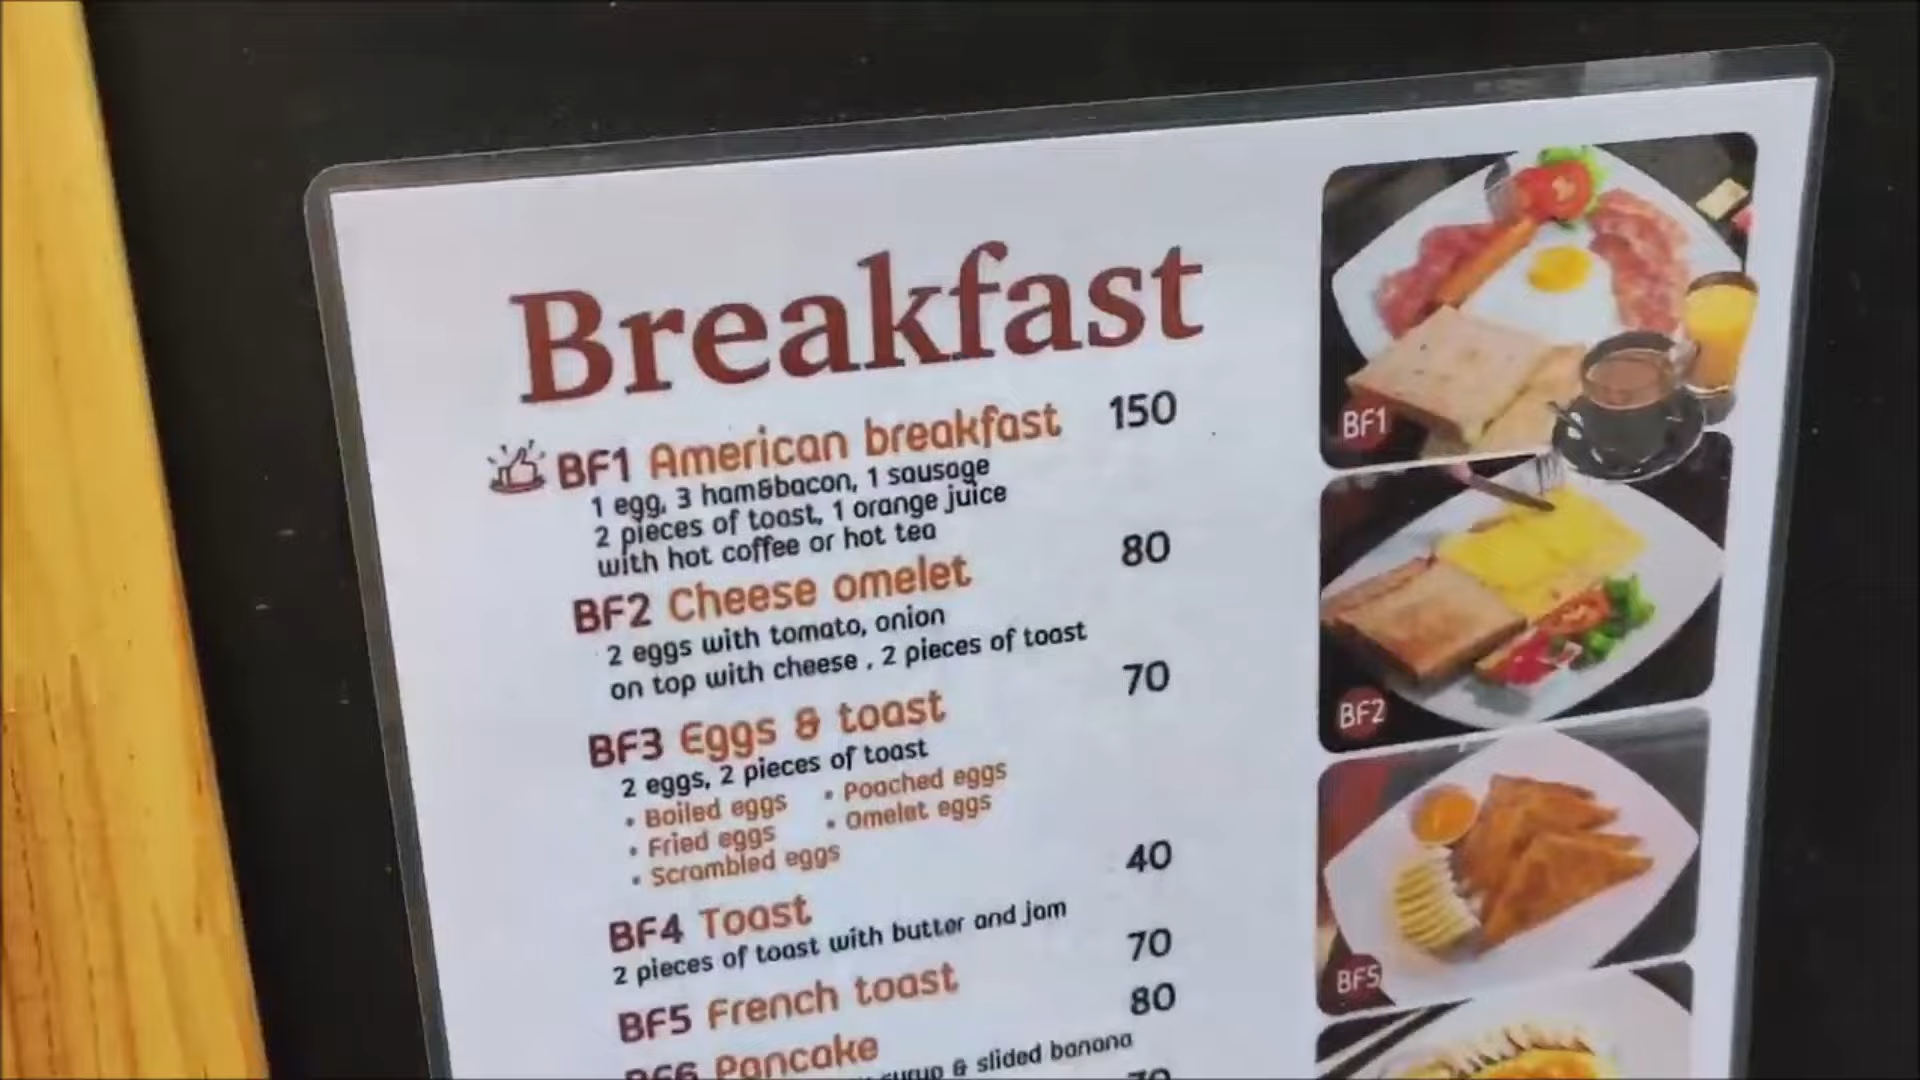 Breakfast
BF1 American breakfast 150
1 egg, 3 ham&bacon, 1 sausage
2 pieces of toast, 1 orange juice
with hot coffee or hot tea
BF2 Cheese omelet 80
2 eggs with tomato, onion
on top with cheese , 2 pieces of toast
BF3 Eggs & toast 70
2 eggs, 2 pieces of toast
• Boiled eggs • Poached eggs
• Fried eggs • Omelet eggs
• Scrambled eggs
BF4 Toast 40
2 pieces of toast with butter and jam
BF5 French toast 70
BF6 Pancake 80
syrup & slided banana
70
BF1
BF2
BF5